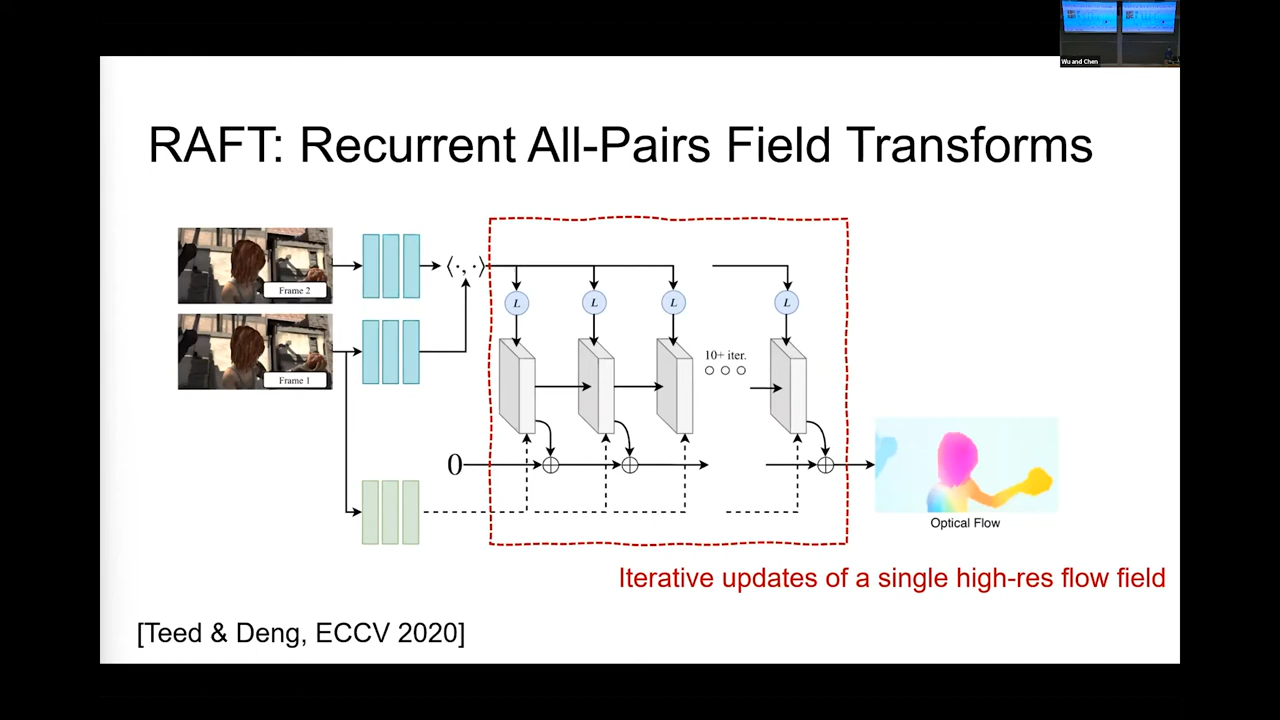 Wu and Chen
RAFT: Recurrent All-Pairs Field Transforms
Frame 2
⟨·, ·⟩
L L L L
Frame 1
10+ iter.
0
Optical Flow
Iterative updates of a single high-res flow field
[Teed & Deng, ECCV 2020]